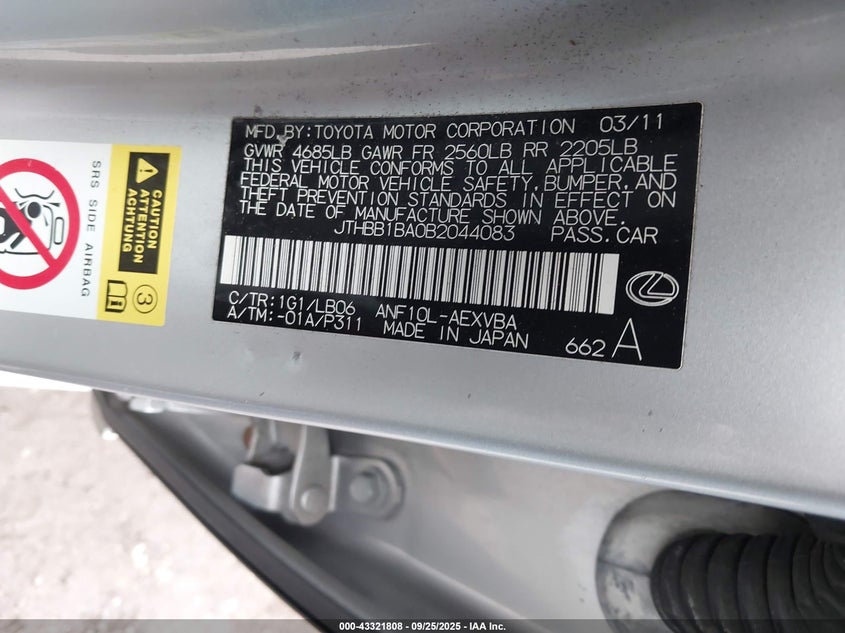 MFD.BY:TOYOTA MOTOR CORPORATION 03/11
GVWR 4685LB GAWR FR 2560LB RR 2205LB
THIS VEHICLE CONFORMS TO ALL APPLICABLE
FEDERAL MOTOR VEHICLE SAFETY,BUMPER,AND
THEFT PREVENTION STANDARDS IN EFFECT ON
THE DATE OF MANUFACTURE SHOWN ABOVE.
JTHBB1BA0B2044083 PASS.CAR
C/TR:1G1/LB06 ANF10L-AEXVBA
A/TM:-01A/P311 MADE IN JAPAN
662 A
SRS SIDE AIRBAG
CAUTION
ATTENTION
ACHTUNG
3
000-43321808 - 09/25/2025 - IAA Inc.